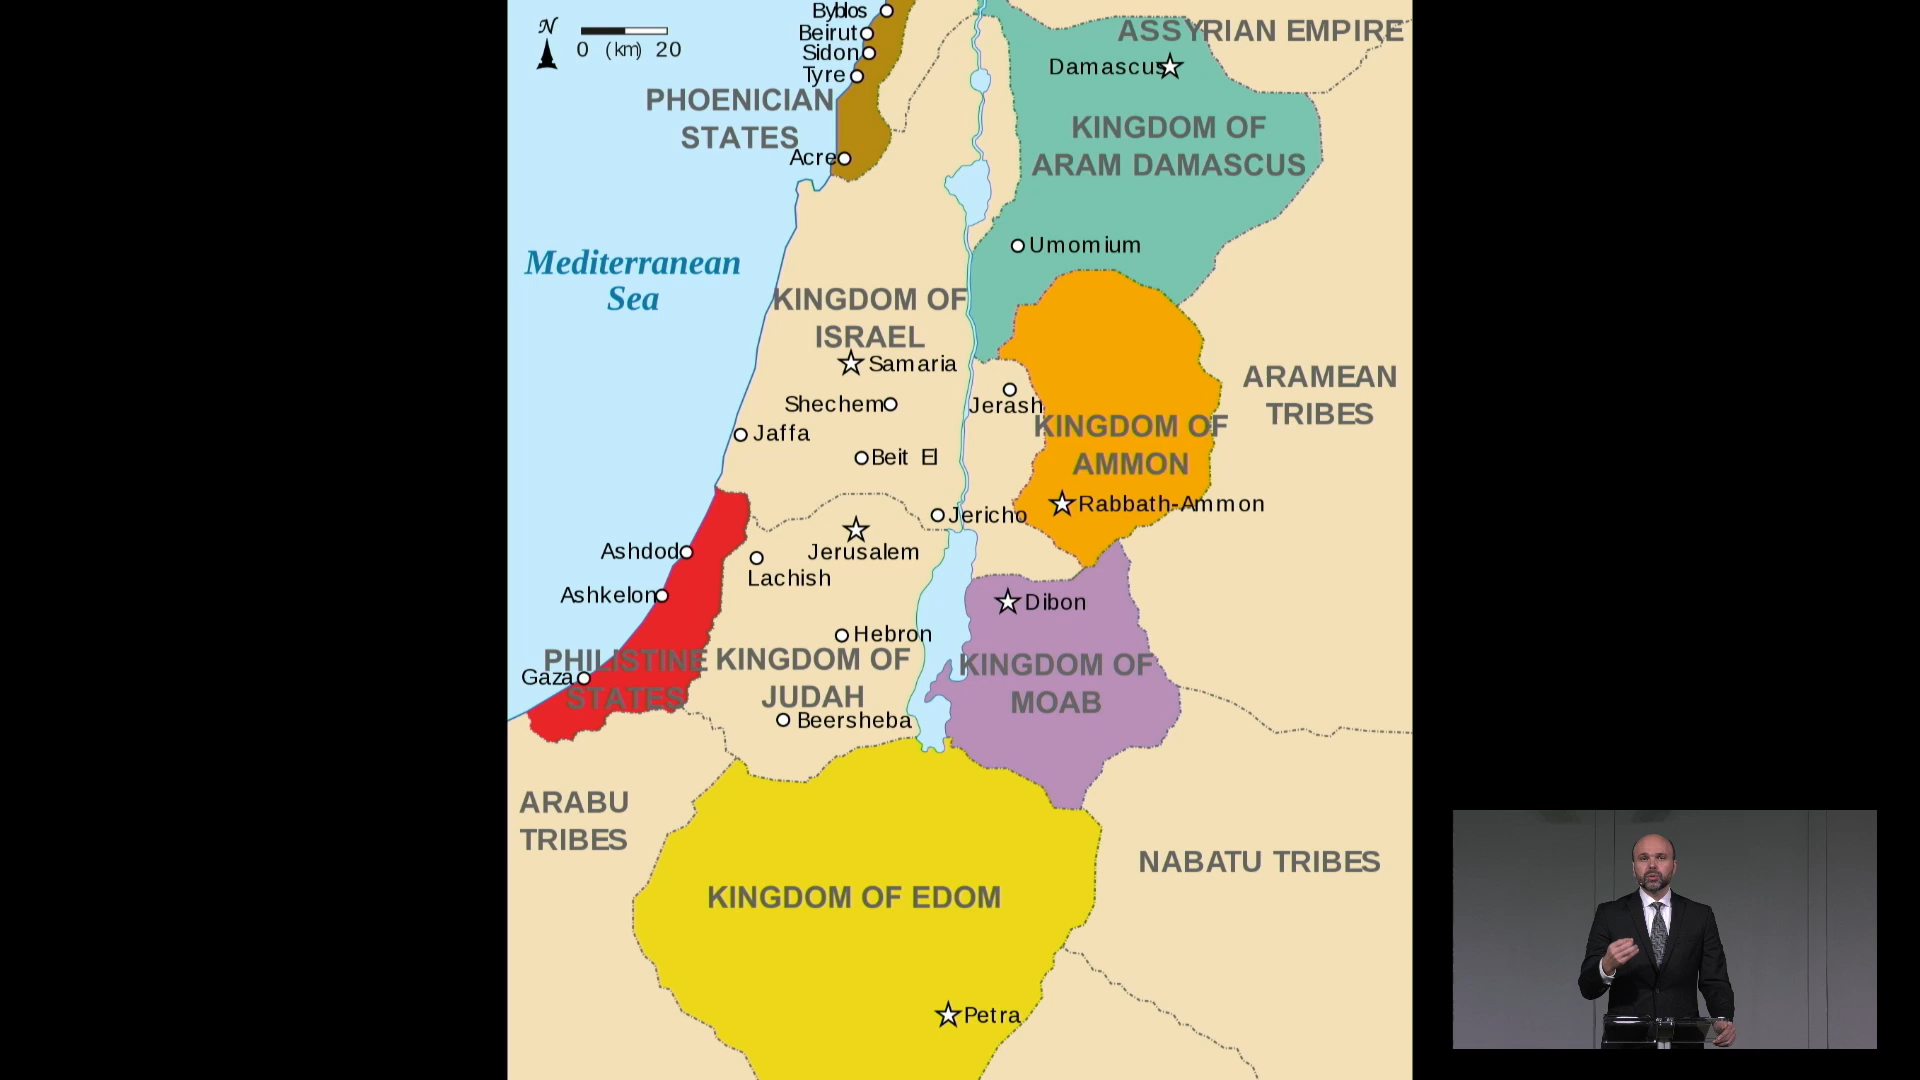 N
0 (km) 20
Byblos
Beirut
Sidon
Tyre
PHOENICIAN
STATES
Acre
ASSYRIAN EMPIRE
Damascus
KINGDOM OF
ARAM DAMASCUS
Umomium
Mediterranean
Sea
KINGDOM OF
ISRAEL
Samaria
Shechem
Jaffa
Beit El
Jerash
KINGDOM OF
AMMON
Rabbath-Ammon
ARAMEAN
TRIBES
Jericho
Jerusalem
Lachish
Ashdod
Ashkelon
Gaza
PHILISTINE
STATES
Hebron
KINGDOM OF
JUDAH
Beersheba
Dibon
KINGDOM OF
MOAB
ARABU
TRIBES
NABATU TRIBES
KINGDOM OF EDOM
Petra